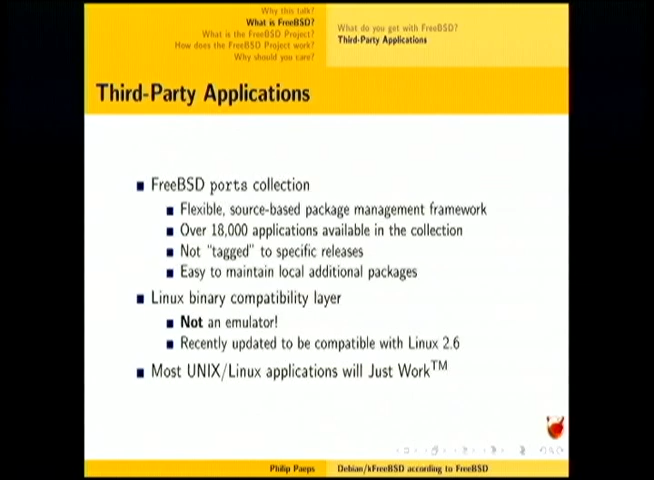 Why this talk?
What is FreeBSD?
What is the FreeBSD Project?
How does the FreeBSD Project work?
Why should you care?
What do you get with FreeBSD?
Third-Party Applications
Third-Party Applications
FreeBSD ports collection
Flexible, source-based package management framework
Over 18,000 applications available in the collection
Not "tagged" to specific releases
Easy to maintain local additional packages
Linux binary compatibility layer
Not an emulator!
Recently updated to be compatible with Linux 2.6
Most UNIX/Linux applications will Just Work™
Philip Paeps
Debian/kFreeBSD according to FreeBSD